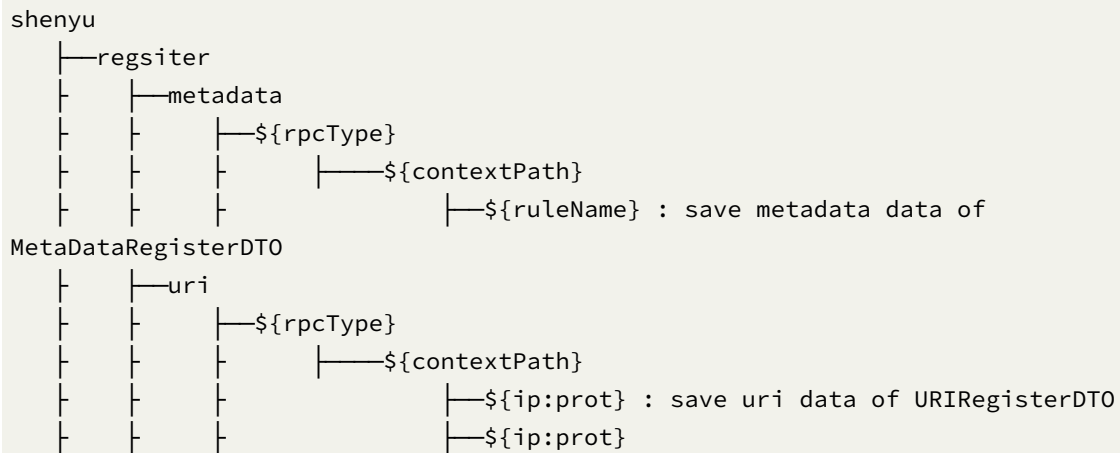 shenyu
   ├──regsiter
   ├    ├──metadata
   ├    ├     ├──${rpcType}
   ├    ├     ├      ├────${contextPath}
   ├    ├     ├               ├──${ruleName} : save metadata data of
MetaDataRegisterDTO
   ├    ├──uri
   ├    ├     ├──${rpcType}
   ├    ├     ├      ├────${contextPath}
   ├    ├     ├               ├──${ip:prot} : save uri data of URIRegisterDTO
   ├    ├     ├               ├──${ip:prot}